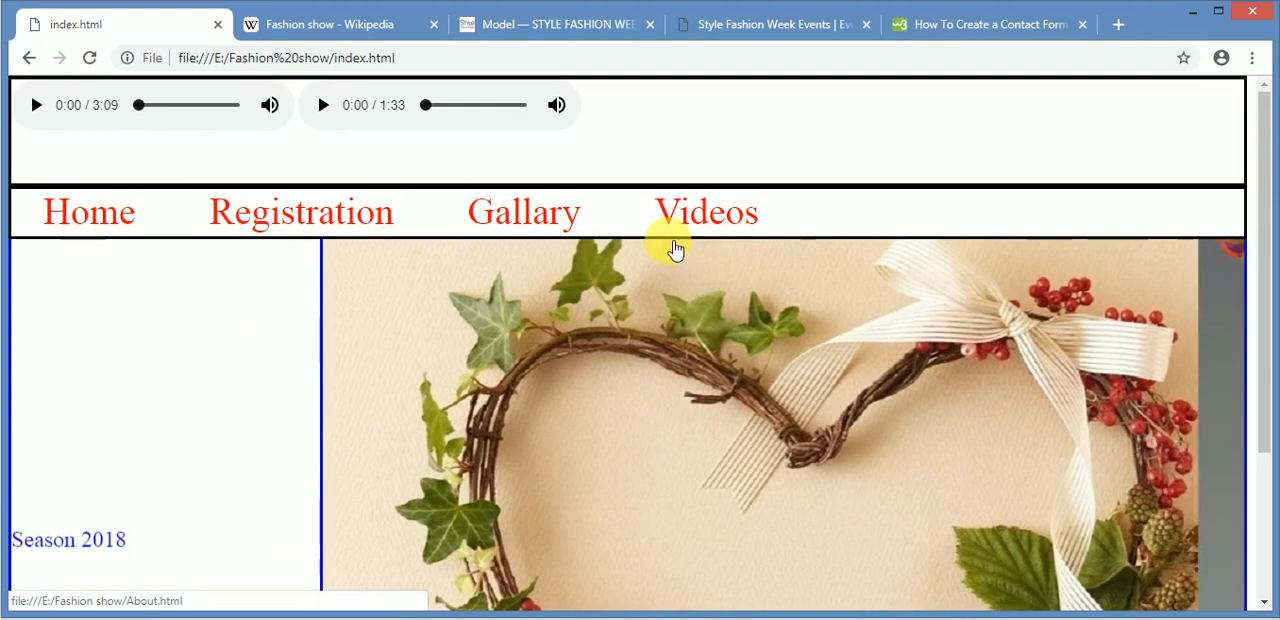 index.html
Fashion show - Wikipedia
Model — STYLE FASHION WEE
Style Fashion Week Events | Ev
How To Create a Contact Form
File
file:///E:/Fashion%20show/index.html
0:00 / 3:09
0:00 / 1:33
Home Registration Gallary Videos
Season 2018
file:///E:/Fashion show/About.html